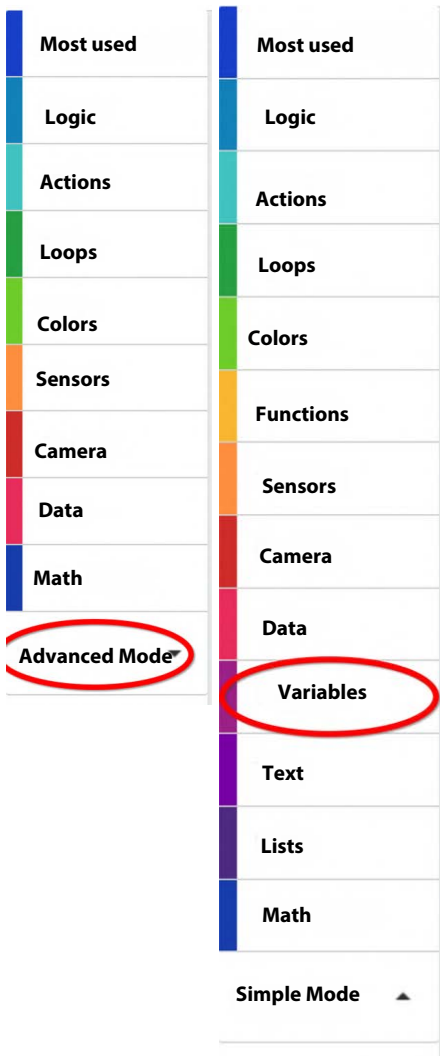 Most used
Logic
Actions
Loops
Colors
Sensors
Camera
Data
Math
Advanced Mode
Most used
Logic
Actions
Loops
Colors
Functions
Sensors
Camera
Data
Variables
Text
Lists
Math
Simple Mode